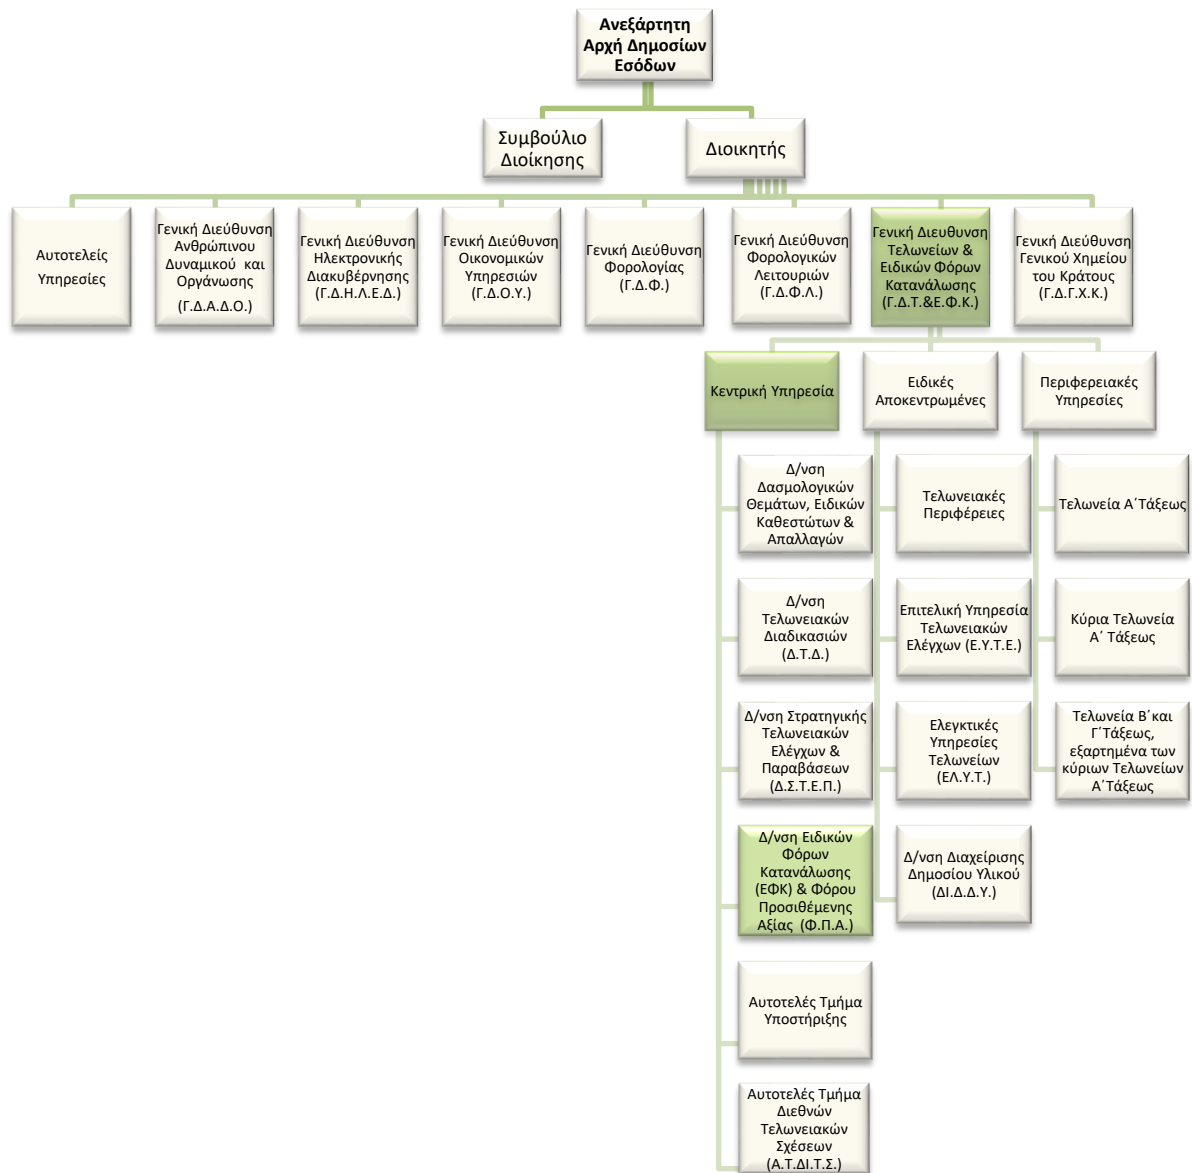 Ανεξάρτητη
Αρχή Δημοσίων
Εσόδων
Συμβούλιο
Διοίκησης
Διοικητής
Αυτοτελείς
Υπηρεσίες
Γενική Διεύθυνση
Ανθρώπινου
Δυναμικού και
Οργάνωσης
(Γ.Δ.Α.Δ.Ο.)
Γενική Διεύθυνση
Ηλεκτρονικής
Διακυβέρνησης
(Γ.Δ.Η.Λ.Ε.Δ.)
Γενική Διεύθυνση
Οικονομικών
Υπηρεσιών
(Γ.Δ.Ο.Υ.)
Γενική Διεύθυνση
Φορολογίας
(Γ.Δ.Φ.)
Γενική Διεύθυνση
Φορολογικών
Λειτουριών
(Γ.Δ.Φ.Λ.)
Γενική Διευθυνση
Τελωνείων &
Ειδικών Φόρων
Κατανάλωσης
(Γ.Δ.Τ.&Ε.Φ.Κ.)
Γενική Διεύθυνση
Γενικού Χημείου
του Κράτους
(Γ.Δ.Γ.Χ.Κ.)
Κεντρική Υπηρεσία
Ειδικές
Αποκεντρωμένες
Περιφερειακές
Υπηρεσίες
Δ/νση
Δασμολογικών
Θεμάτων, Ειδικών
Καθεστώτων &
Απαλλαγών
Τελωνειακές
Περιφέρειες
Τελωνεία Α΄Τάξεως
Δ/νση
Τελωνειακών
Διαδικασιών
(Δ.Τ.Δ.)
Επιτελική Υπηρεσία
Τελωνειακών
Ελέγχων (Ε.Υ.Τ.Ε.)
Κύρια Τελωνεία
Α΄ Τάξεως
Δ/νση Στρατηγικής
Τελωνειακών
Ελέγχων &
Παραβάσεων
(Δ.Σ.Τ.Ε.Π.)
Ελεγκτικές
Υπηρεσίες
Τελωνείων
(ΕΛ.Υ.Τ.)
Τελωνεία Β΄και
Γ΄Τάξεως,
εξαρτημένα των
κύριων Τελωνείων
Α΄Τάξεως
Δ/νση Ειδικών
Φόρων
Κατανάλωσης
(ΕΦΚ) & Φόρου
Προσιθέμενης
Αξίας (Φ.Π.Α.)
Δ/νση Διαχείρισης
Δημοσίου Υλικού
(ΔΙ.Δ.Δ.Υ.)
Αυτοτελές Τμήμα
Υποστήριξης
Αυτοτελές Τμήμα
Διεθνών
Τελωνειακών
Σχέσεων
(Α.Τ.ΔΙ.Τ.Σ.)